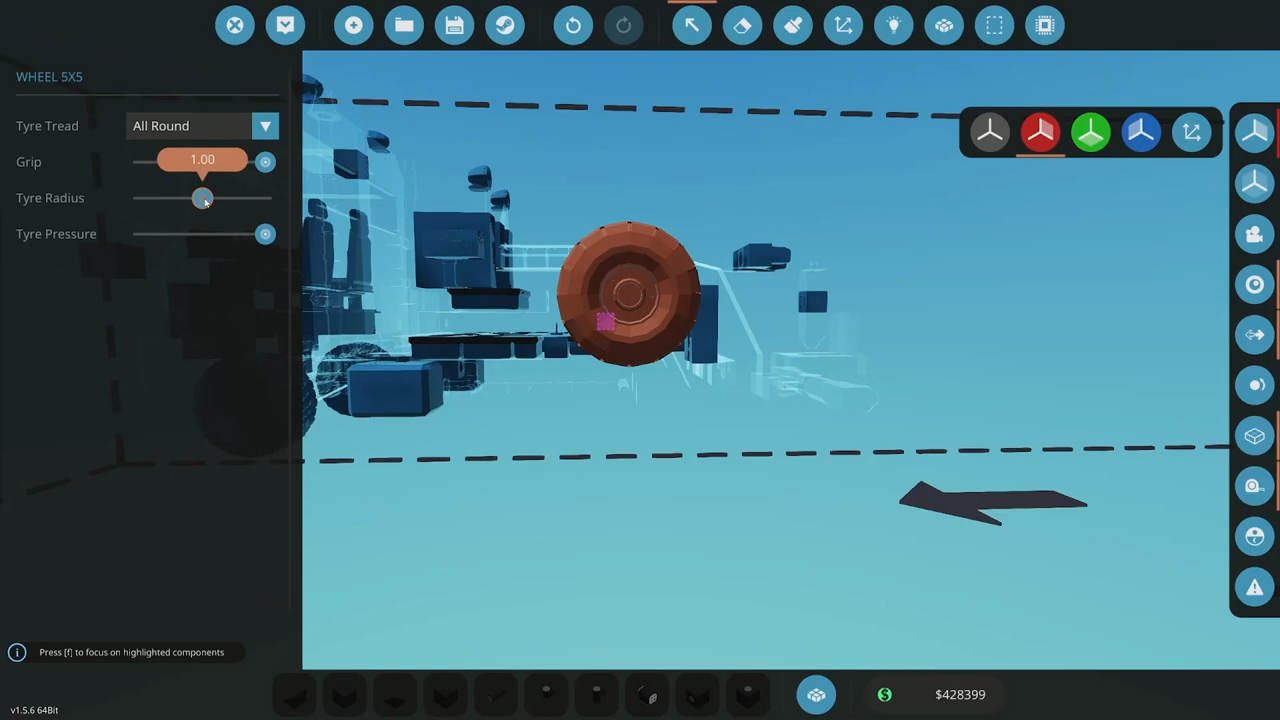 WHEEL 5X5
Tyre Tread
All Round
Grip
1.00
Tyre Radius
Tyre Pressure
Press [f] to focus on highlighted components
$
$428399
v1.5.6 64Bit